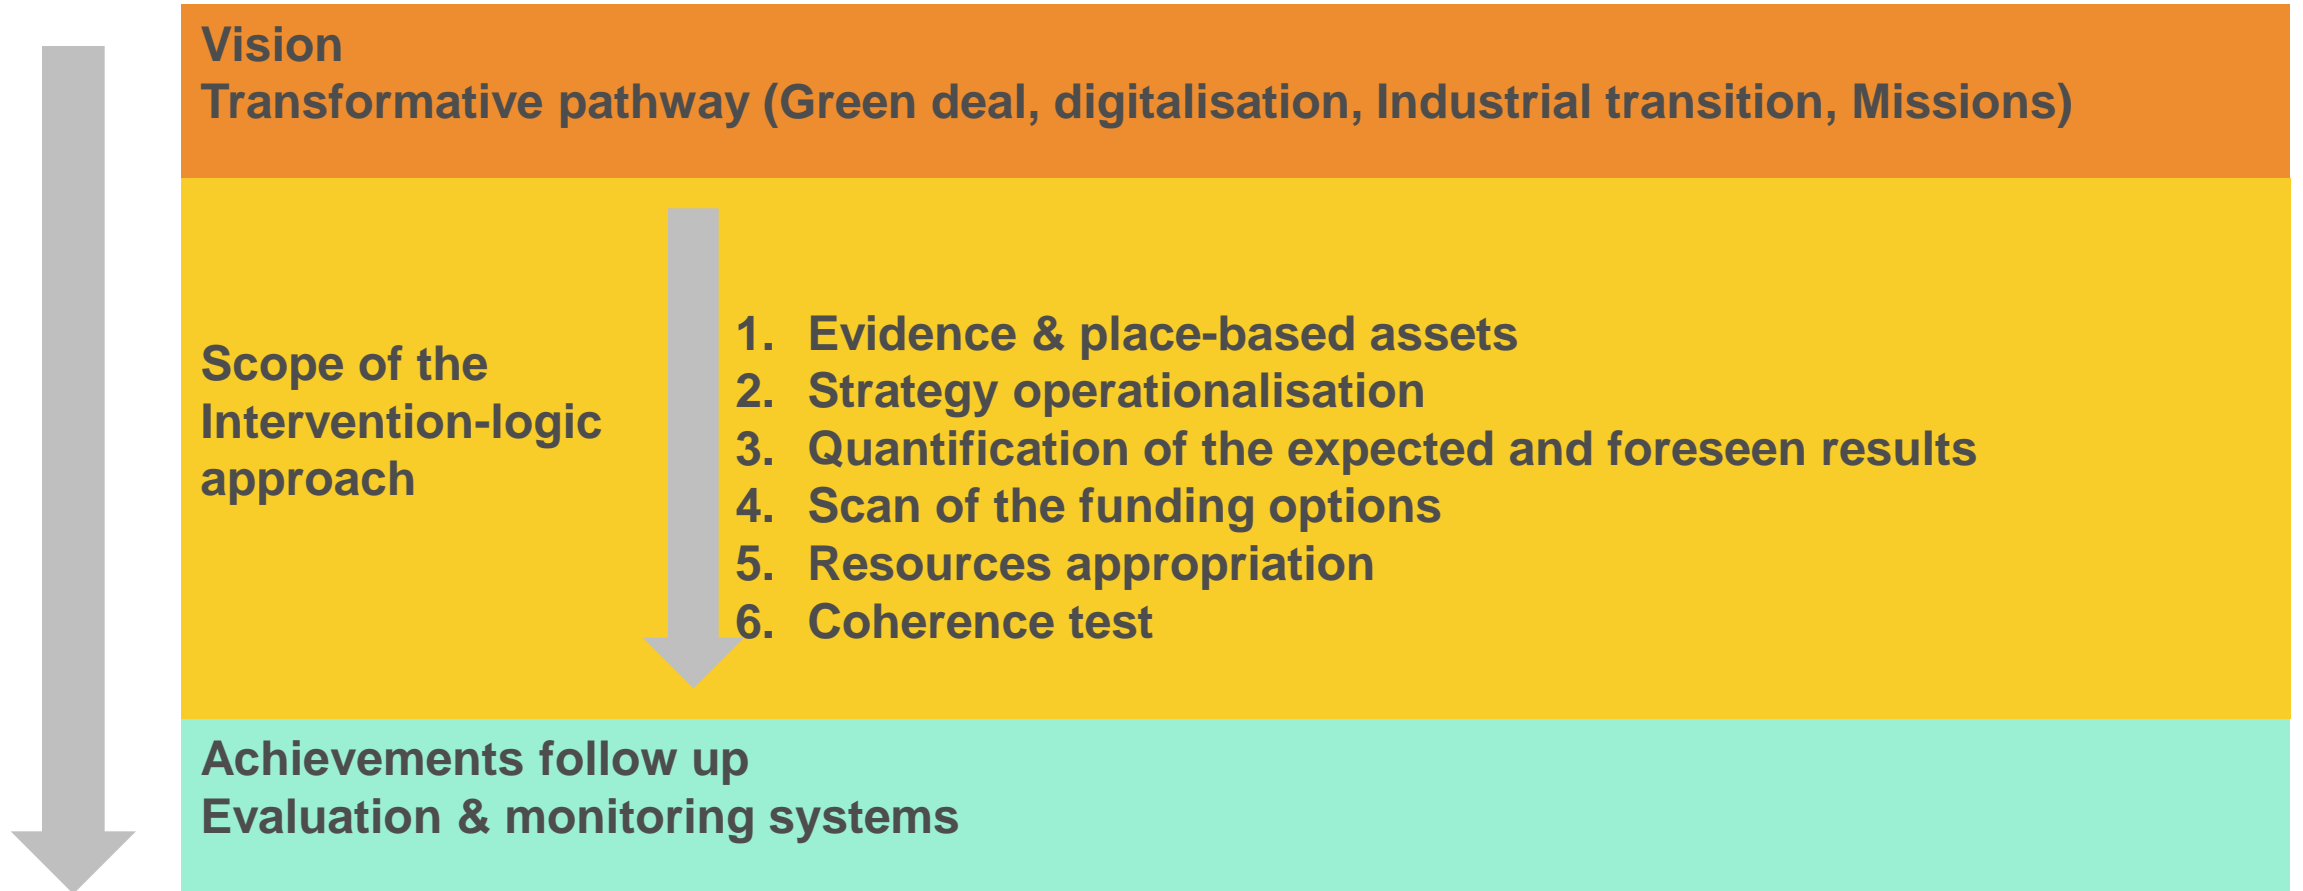 Vision
Transformative pathway (Green deal, digitalisation, Industrial transition, Missions)
Scope of the
Intervention-logic
approach
1. Evidence & place-based assets
2. Strategy operationalisation
3. Quantification of the expected and foreseen results
4. Scan of the funding options
5. Resources appropriation
6. Coherence test
Achievements follow up
Evaluation & monitoring systems